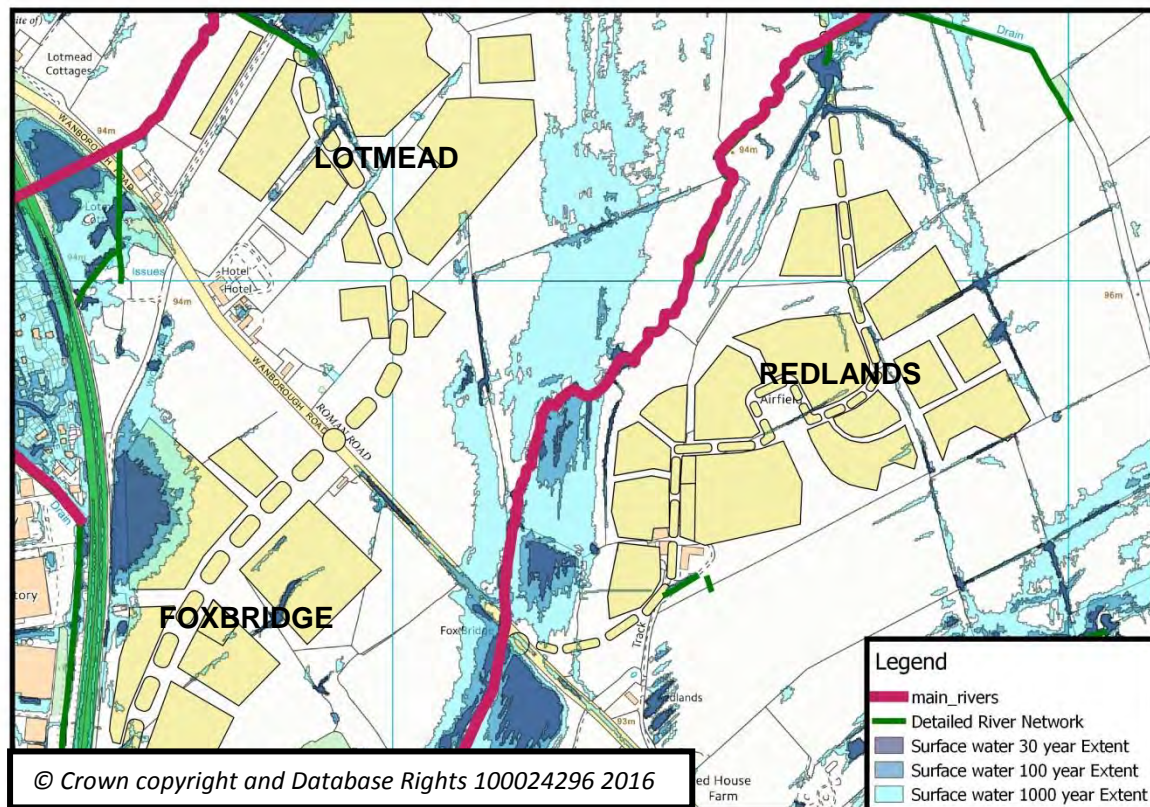 Lotmead
Cottages
94m
WANBOROUGH ROAD
Drain
LOTMEAD
94m
Issues
94m
Hotel
Hotel
94m
96m
WANBOROUGH ROAD
ROMAN ROAD
REDLANDS
Airfield
Drain
FOXBRIDGE
Track
93m
Farm
Legend
main_rivers
Detailed River Network
Surface water 30 year Extent
Surface water 100 year Extent
Surface water 1000 year Extent
© Crown copyright and Database Rights 100024296 2016